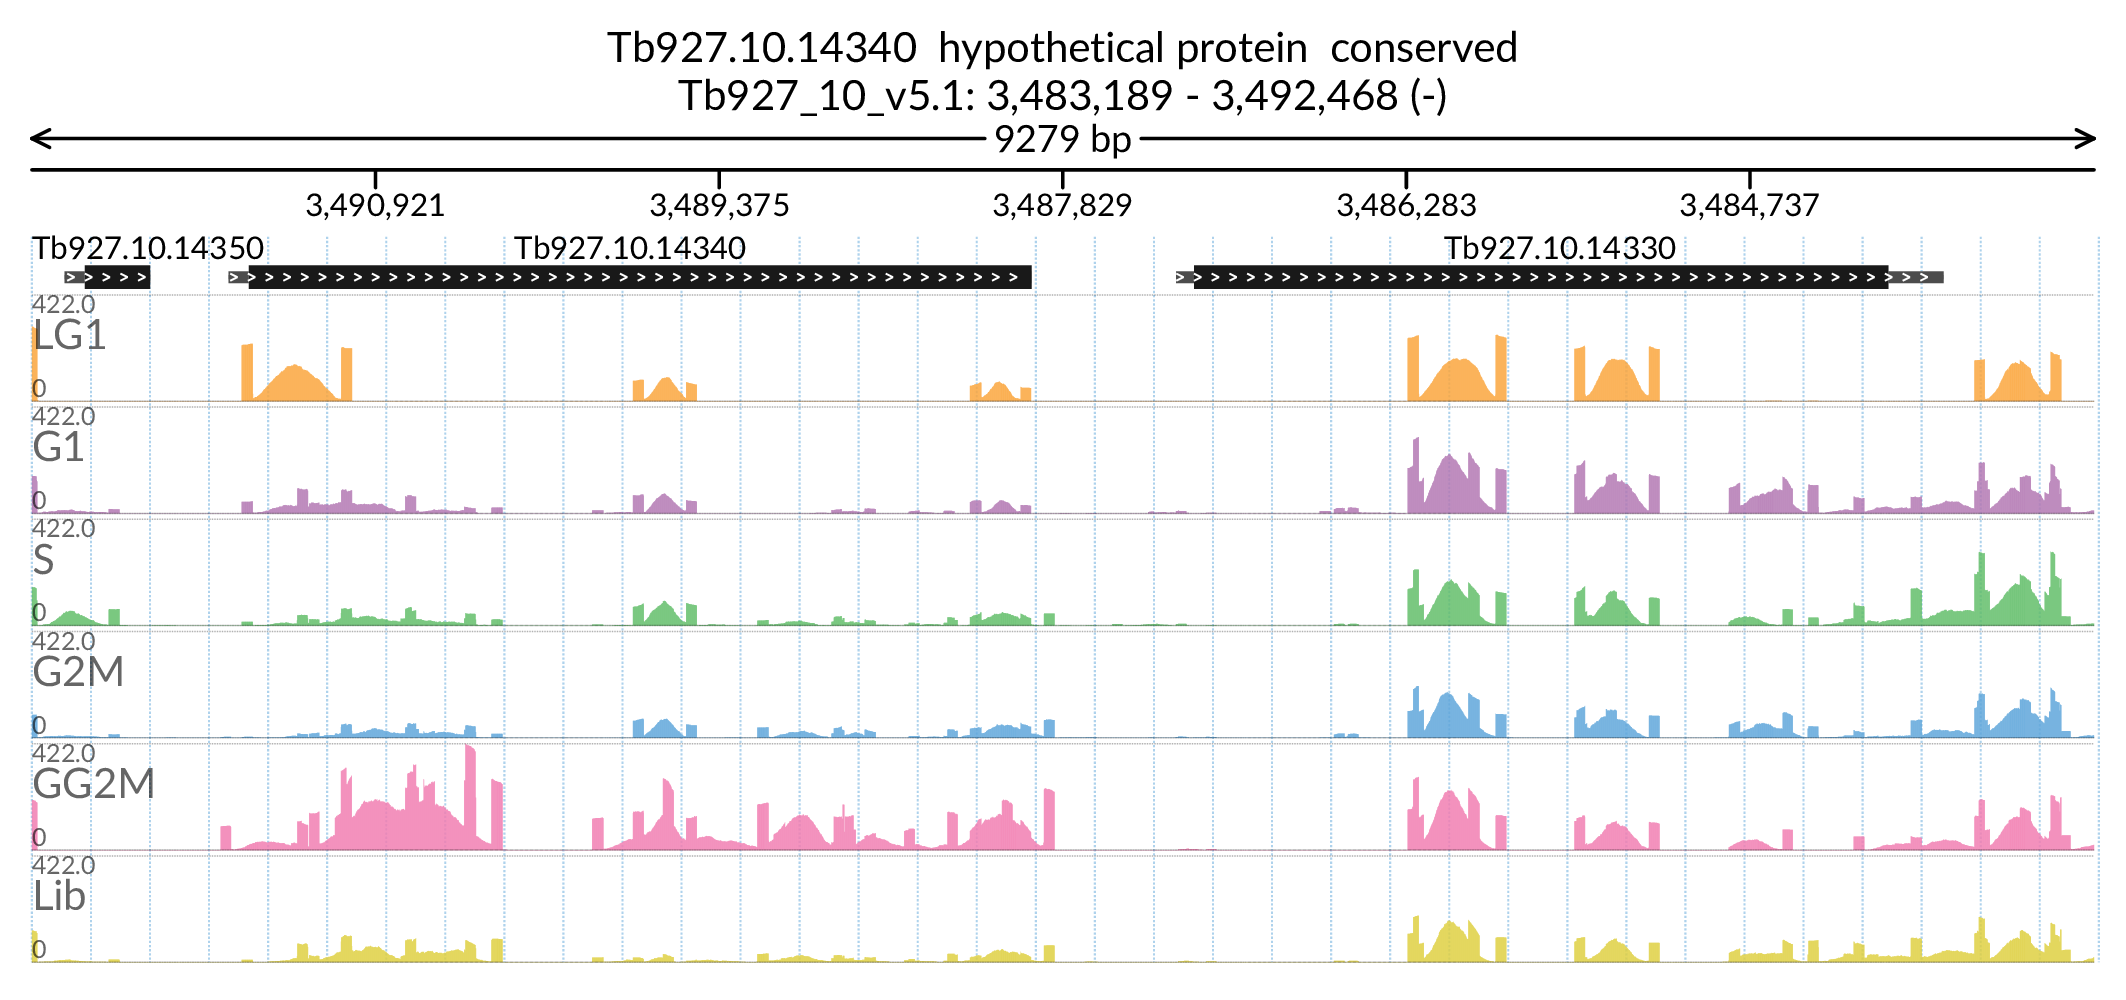 Tb927.10.14340 hypothetical protein conserved
Tb927_10_v5.1: 3,483,189 - 3,492,468 (-)
9279 bp
3,490,921 3,489,375 3,487,829 3,486,283 3,484,737
Tb927.10.14350 Tb927.10.14340 Tb927.10.14330
422.0
LG1
0
422.0
G1
0
422.0
S
0
422.0
G2M
0
422.0
GG2M
0
422.0
Lib
0